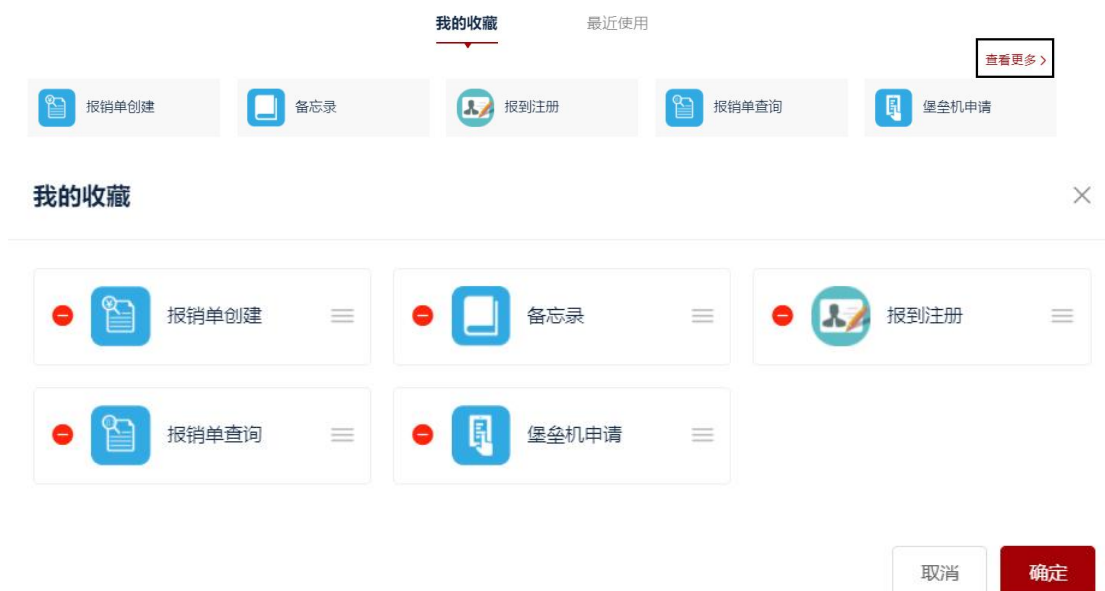 我的收藏 最近使用
查看更多 >
报销单创建 备忘录 报到注册 报销单查询 堡垒机申请
我的收藏
报销单创建 备忘录 报到注册
报销单查询 堡垒机申请
取消 确定